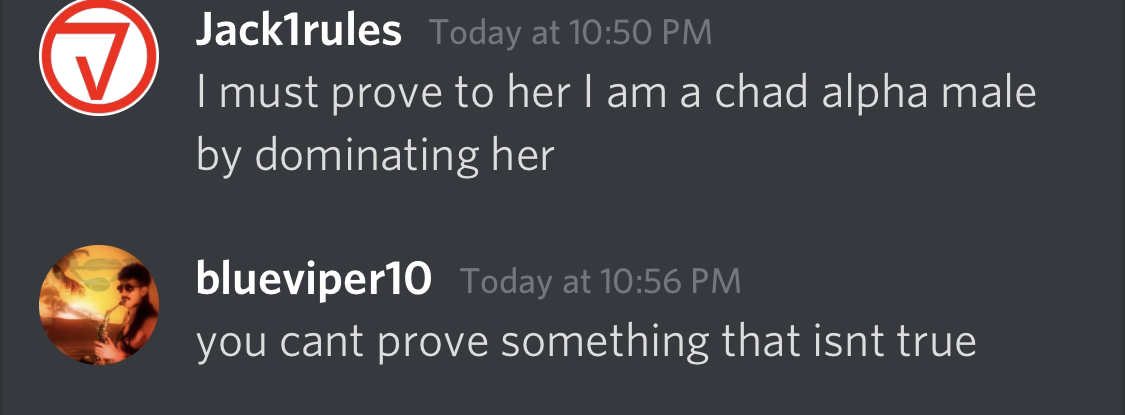 Jack1rules Today at 10:50 PM
I must prove to her I am a chad alpha male
by dominating her
blueviper10 Today at 10:56 PM
you cant prove something that isnt true